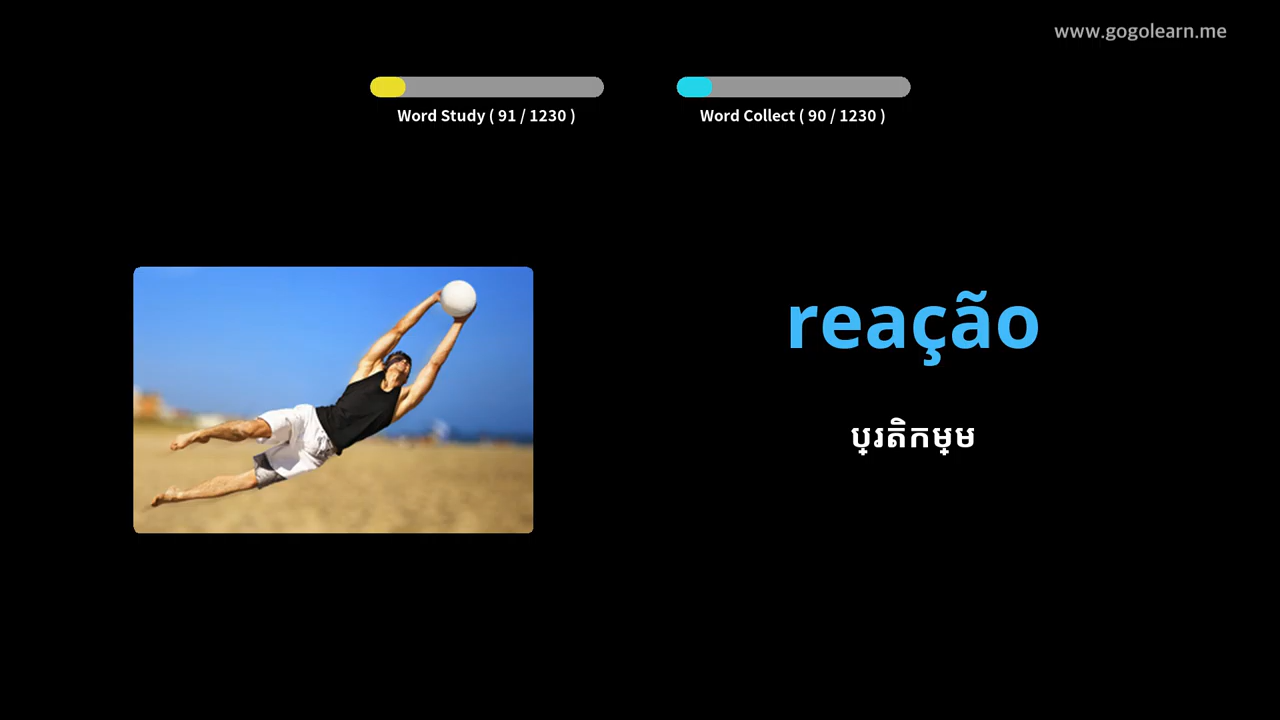 www.gogolearn.me
Word Study ( 91 / 1230 )
Word Collect ( 90 / 1230 )
reação
ប្រតិកម្ម